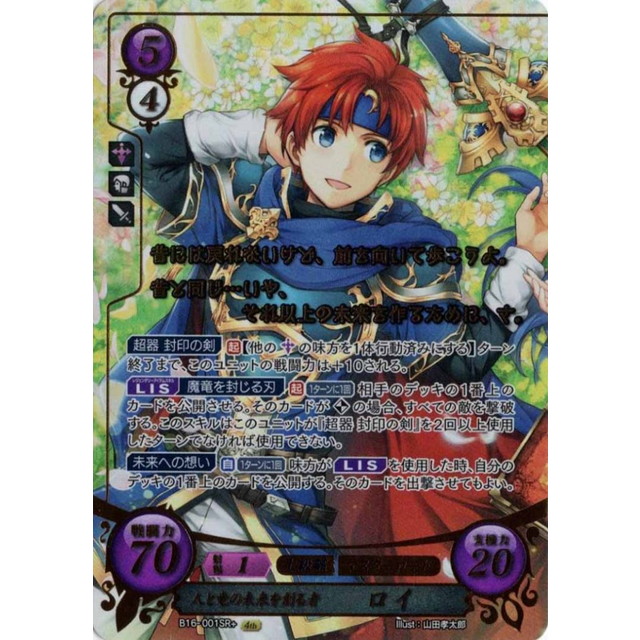 5
4
昔には戻れないけど、前を向いて歩こうよ。
昔と同じ…いや、
それ以上の未来を作るために、さ。
超器 封印の剣 起【他の の味方を1体行動済みにする】ターン
終了まで、このユニットの戦闘力は+10される。
LIS 魔竜を封じる刃 起 1ターンに1回 相手のデッキの1番上の
カードを公開させる。そのカードが の場合、すべての敵を撃破
する。このスキルはこのユニットが『超器 封印の剣』を2回以上使用
したターンでなければ使用できない。
未来への想い 自 1ターンに1回 味方が LIS を使用した時、自分の
デッキの1番上のカードを公開する。そのカードを出撃させてもよい。
戦闘力 70
射程 1
支援力 20
人と竜の未来を創る者 ロイ
B16-001SR+ 4th Illust:山田孝太郎